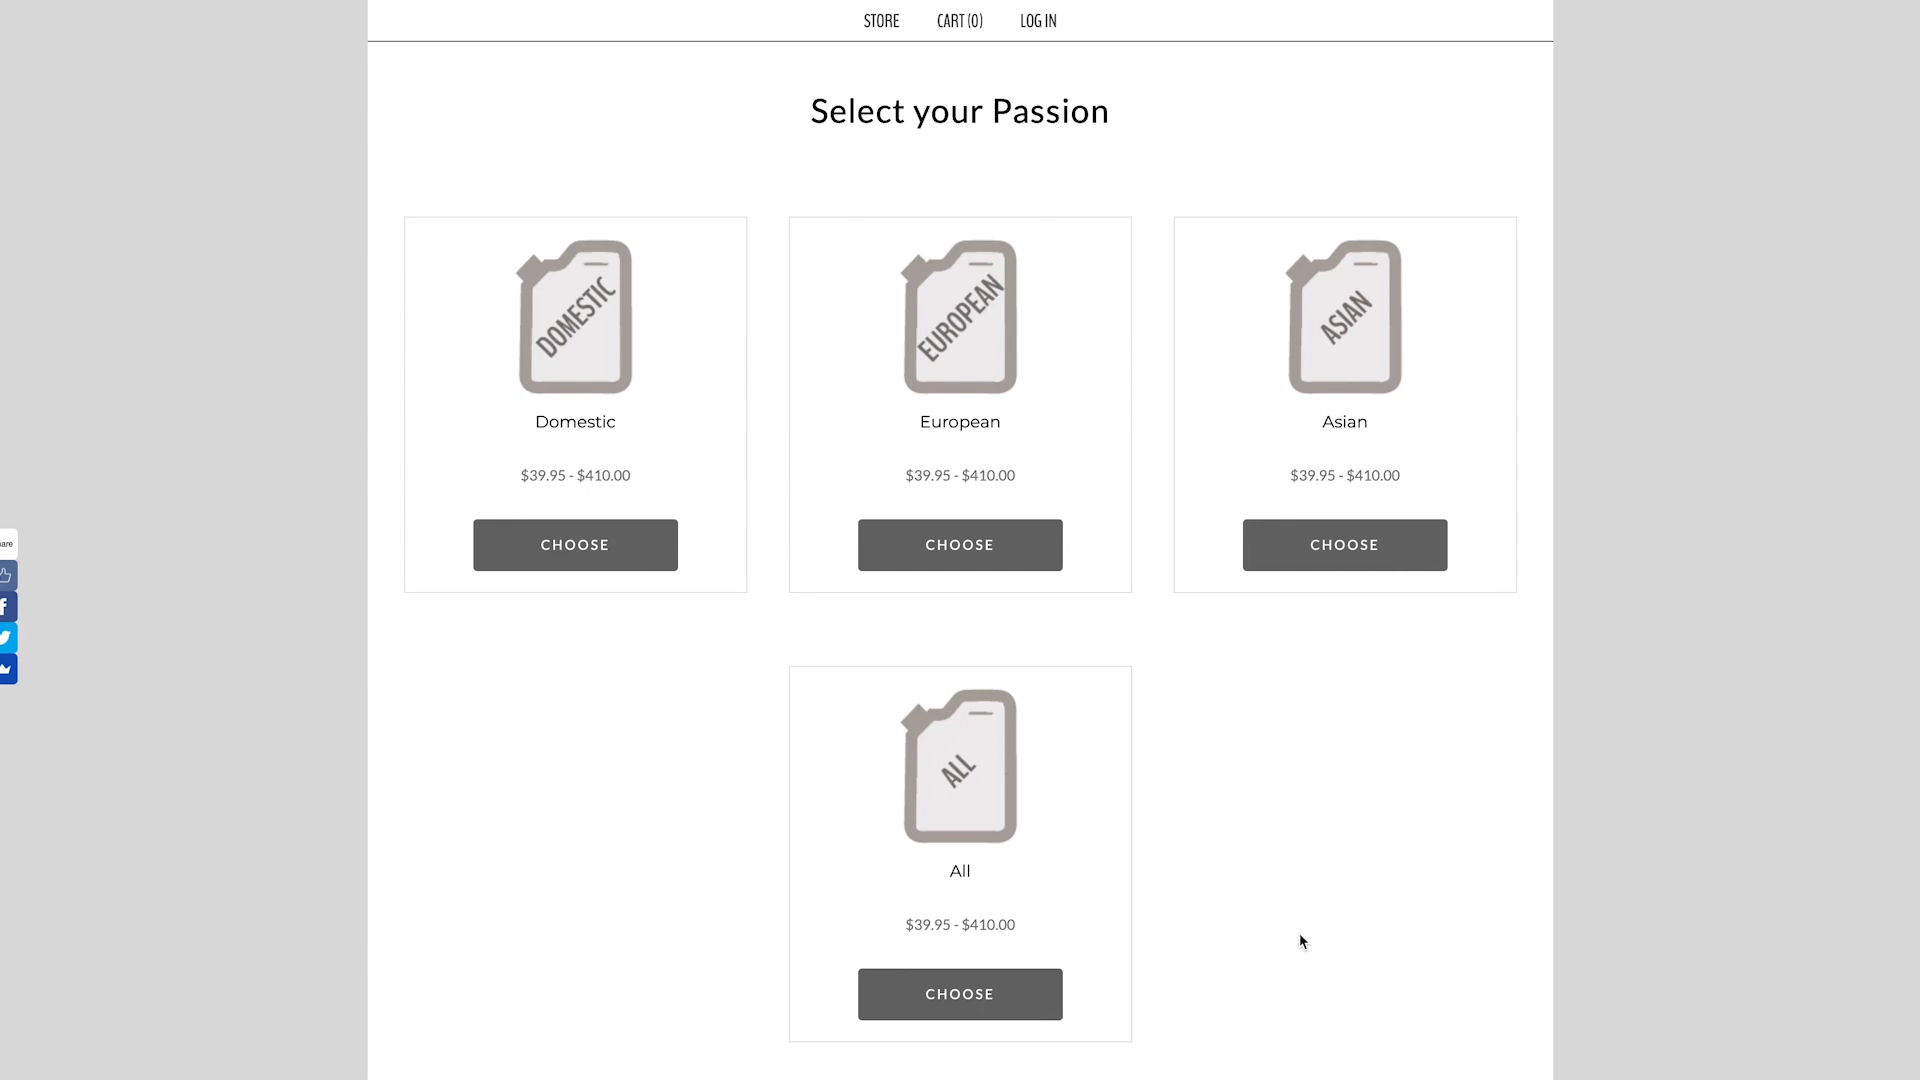 STORE CART (0) LOG IN
Select your Passion
DOMESTIC EUROPEAN ASIAN
Domestic European Asian
$39.95 - $410.00 $39.95 - $410.00 $39.95 - $410.00
CHOOSE CHOOSE CHOOSE
are
f
ALL
All
$39.95 - $410.00
CHOOSE